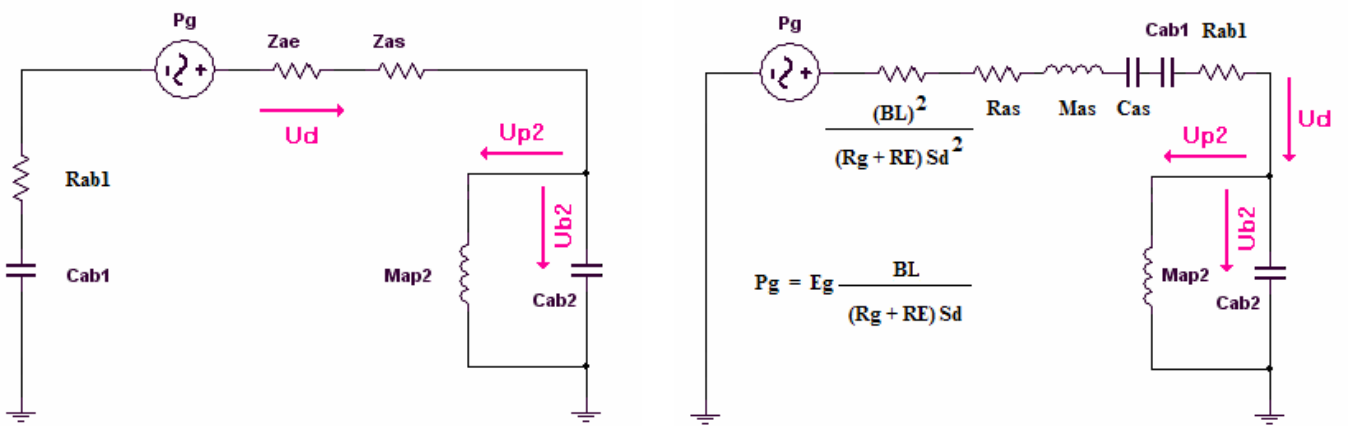 Pg
Zae
Zas
Ud
Up2
Rab1
Ub2
Cab1
Map2
Cab2
Pg
Cab1 Rab1
(BL)2
(Rg + RE) Sd2
Ras
Mas
Cas
Ud
Up2
Ub2
Pg = Eg BL
(Rg + RE) Sd
Map2
Cab2